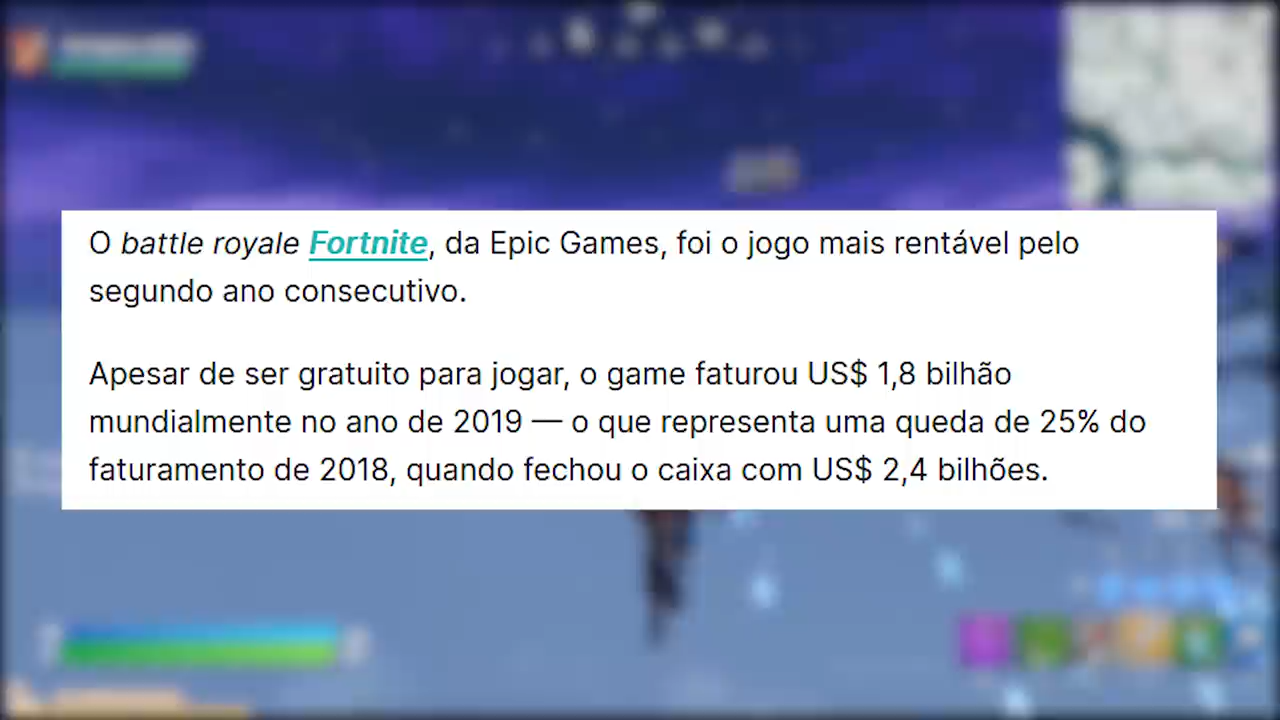 O battle royale Fortnite, da Epic Games, foi o jogo mais rentável pelo
segundo ano consecutivo.
Apesar de ser gratuito para jogar, o game faturou US$ 1,8 bilhão
mundialmente no ano de 2019 — o que representa uma queda de 25% do
faturamento de 2018, quando fechou o caixa com US$ 2,4 bilhões.